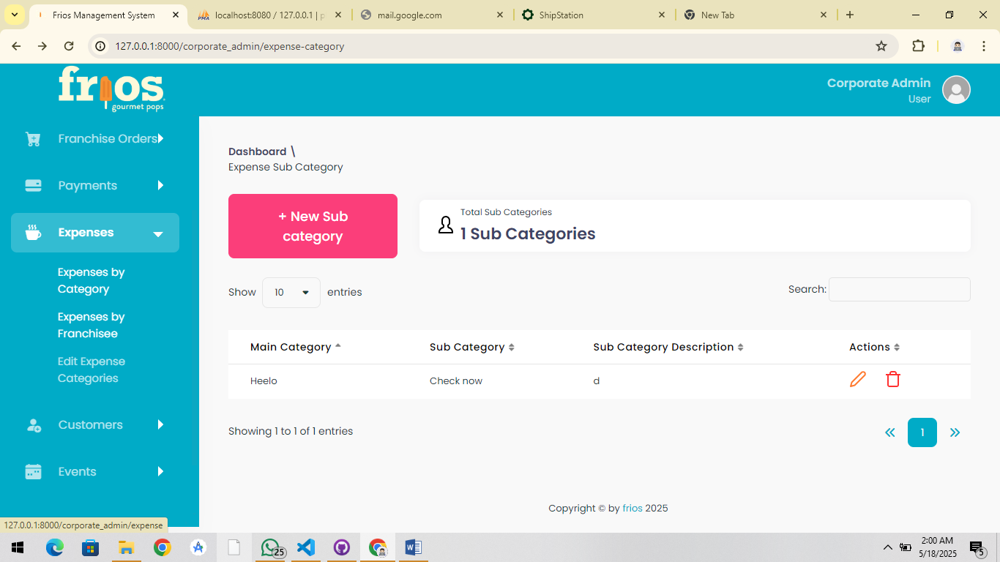 Frios Management System
localhost:8080 / 127.0.0.1 | p
mail.google.com
ShipStation
New Tab
127.0.0.1:8000/corporate_admin/expense-category
frios
gourmet pops
Corporate Admin
User
Franchise Orders
Payments
Expenses
Expenses by
Category
Expenses by
Franchisee
Edit Expense
Categories
Customers
Events
Dashboard \
Expense Sub Category
+ New Sub
category
Total Sub Categories
1 Sub Categories
Show 10 entries
Search:
Main Category Sub Category Sub Category Description Actions
Heelo Check now d
Showing 1 to 1 of 1 entries
« 1 »
Copyright © by frios 2025
127.0.0.1:8000/corporate_admin/expense
25
2:00 AM
5/18/2025
5